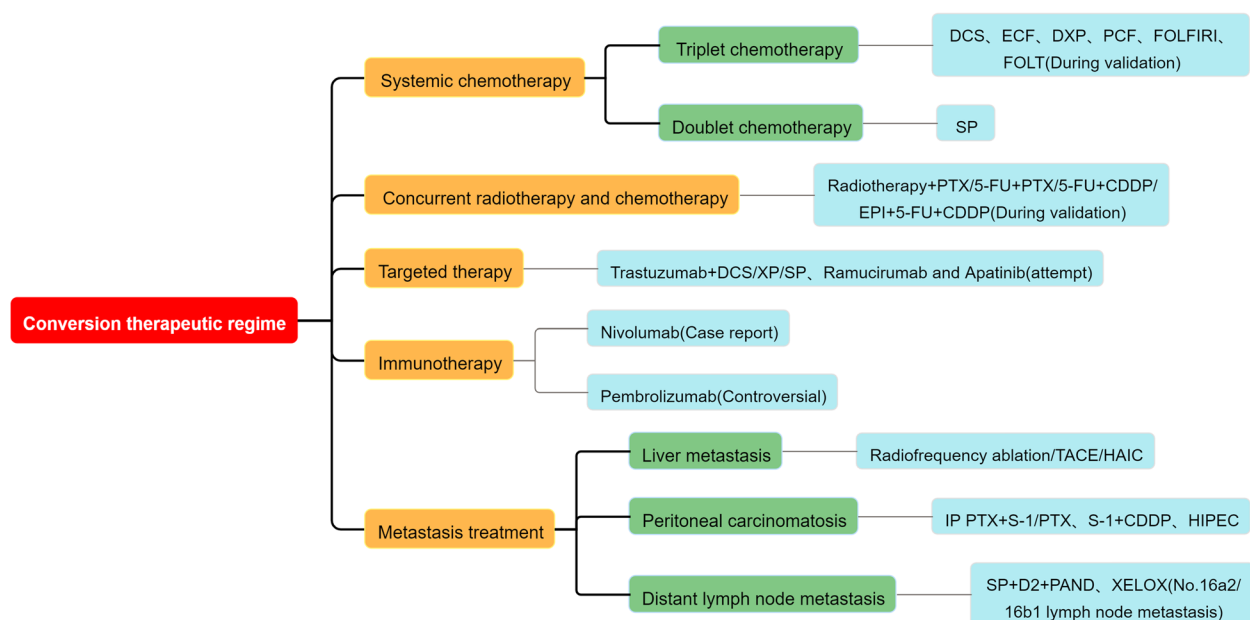 Conversion therapeutic regime
Systemic chemotherapy
Triplet chemotherapy
DCS、ECF、DXP、PCF、FOLFIRI、
FOLT(During validation)
Doublet chemotherapy
SP
Concurrent radiotherapy and chemotherapy
Radiotherapy+PTX/5-FU+PTX/5-FU+CDDP/
EPI+5-FU+CDDP(During validation)
Targeted therapy
Trastuzumab+DCS/XP/SP、Ramucirumab and Apatinib(attempt)
Immunotherapy
Nivolumab(Case report)
Pembrolizumab(Controversial)
Metastasis treatment
Liver metastasis
Radiofrequency ablation/TACE/HAIC
Peritoneal carcinomatosis
IP PTX+S-1/PTX、S-1+CDDP、HIPEC
Distant lymph node metastasis
SP+D2+PAND、XELOX(No.16a2/
16b1 lymph node metastasis)